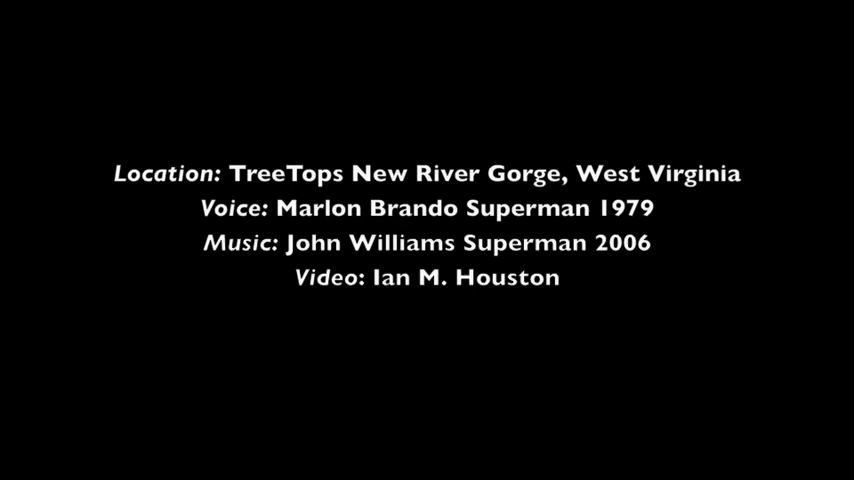 Location: TreeTops New River Gorge, West Virginia
Voice: Marlon Brando Superman 1979
Music: John Williams Superman 2006
Video: Ian M. Houston